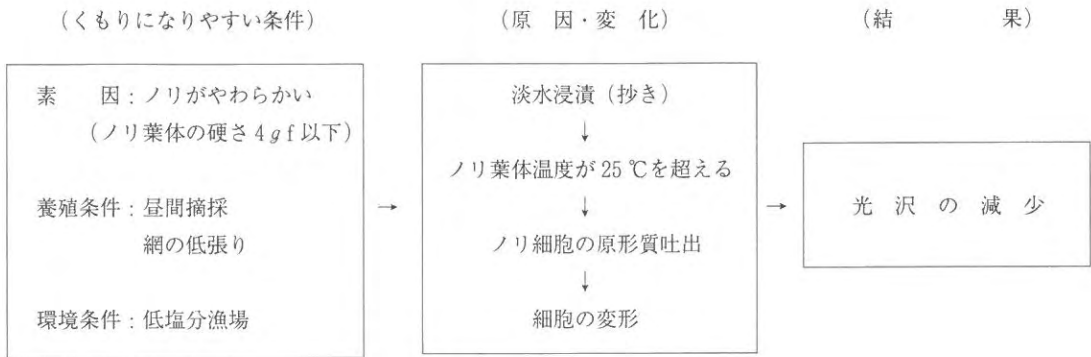 (くもりになりやすい条件)
素 因:ノリがやわらかい
(ノリ葉体の硬さ4gf以下)
養殖条件:昼間摘採
網の低張り
環境条件:低塩分漁場
→
(原 因・変 化)
淡水浸漬(抄き)
↓
ノリ葉体温度が25℃を超える
↓
ノリ細胞の原形質吐出
↓
細胞の変形
→
(結 果)
光 沢 の 減 少